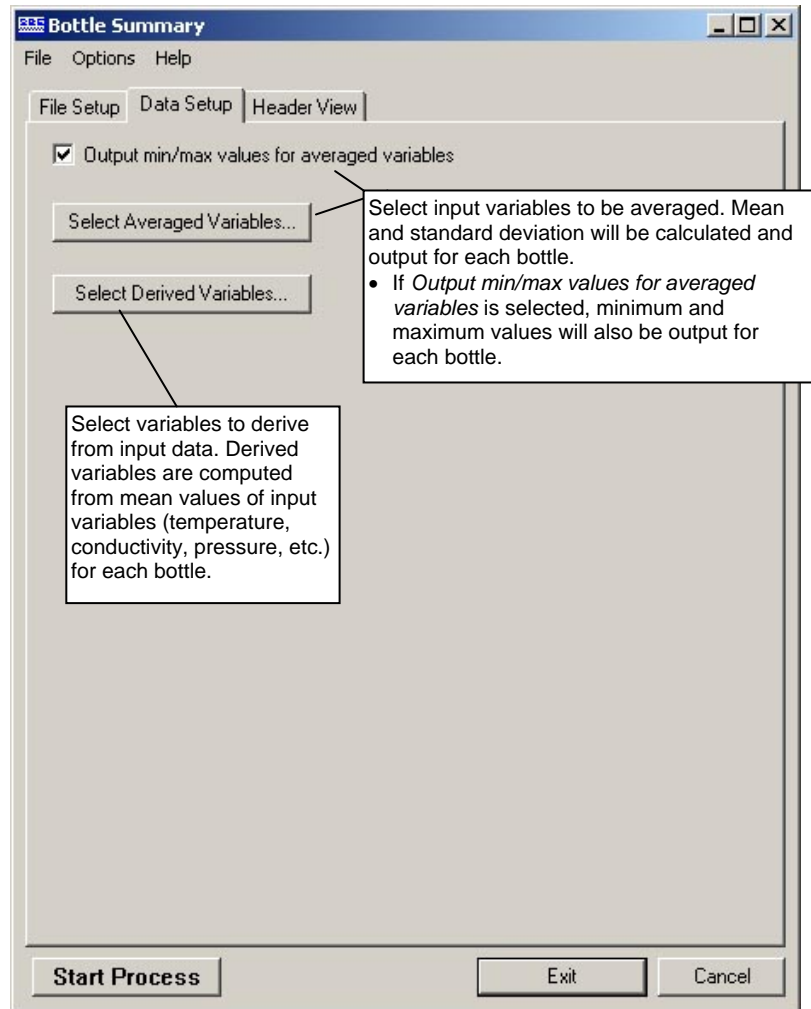 SBE Bottle Summary
File Options Help
File Setup Data Setup Header View
Output min/max values for averaged variables
Select Averaged Variables...
Select input variables to be averaged. Mean
and standard deviation will be calculated and
output for each bottle.
• If Output min/max values for averaged
variables is selected, minimum and
maximum values will also be output for
each bottle.
Select Derived Variables...
Select variables to derive
from input data. Derived
variables are computed
from mean values of input
variables (temperature,
conductivity, pressure, etc.)
for each bottle.
Start Process Exit Cancel